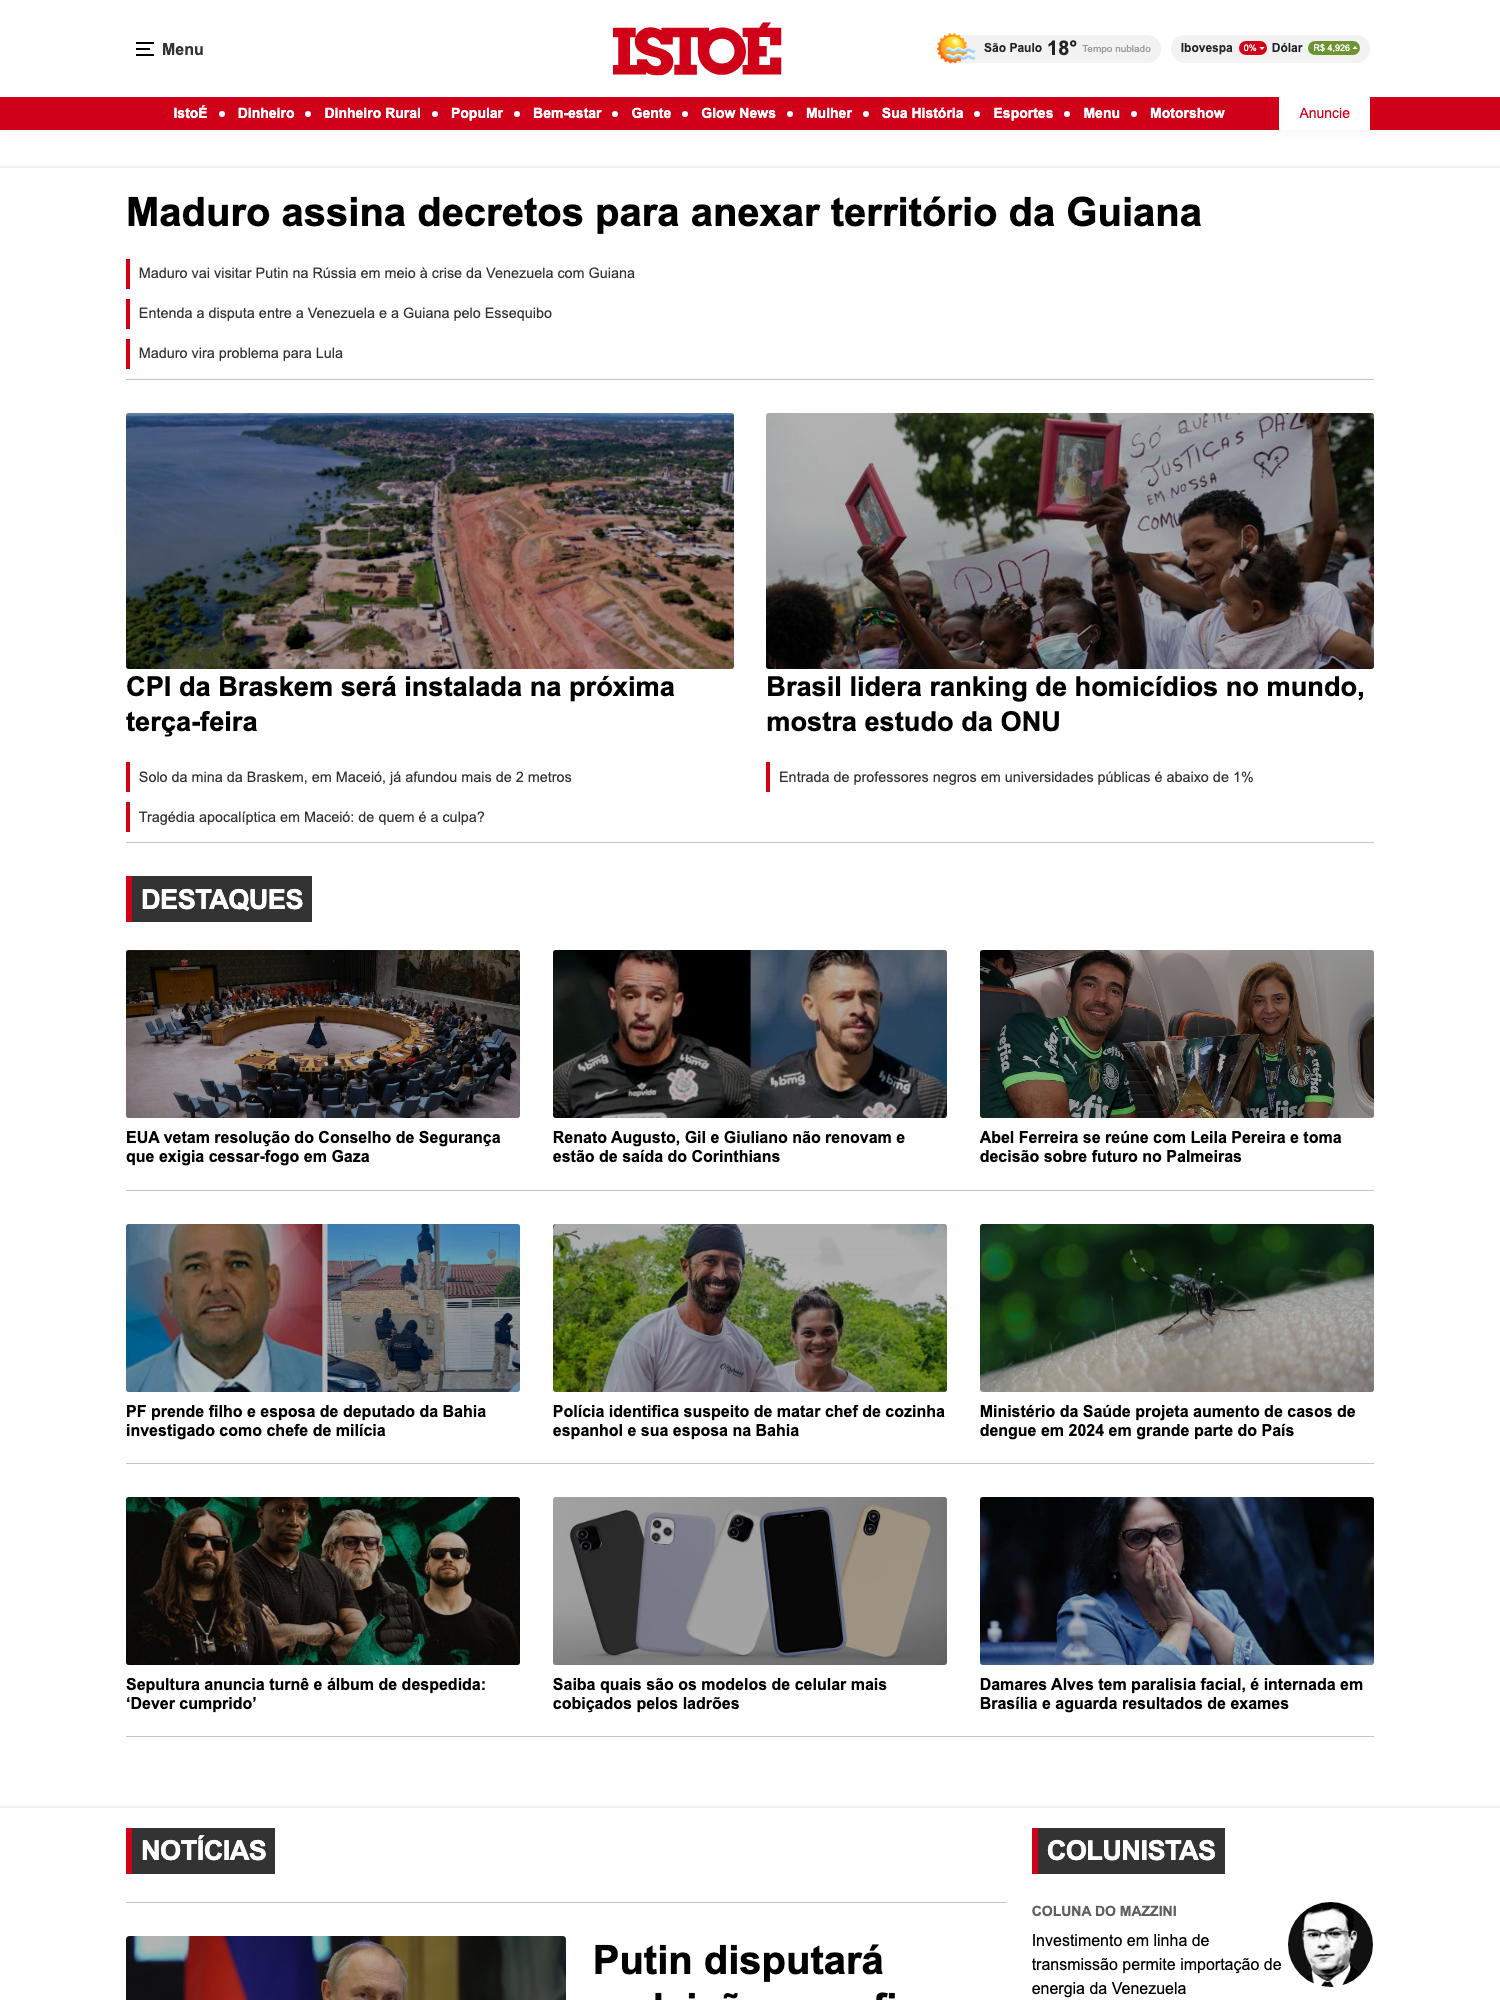 Menu
ISTOÉ
São Paulo 18° Tempo nublado
Ibovespa 0% Dólar R$ 4,926
IstoÉ • Dinheiro • Dinheiro Rural • Popular • Bem-estar • Gente • Glow News • Mulher • Sua História • Esportes • Menu • Motorshow
Anuncie
Maduro assina decretos para anexar território da Guiana
Maduro vai visitar Putin na Rússia em meio à crise da Venezuela com Guiana
Entenda a disputa entre a Venezuela e a Guiana pelo Essequibo
Maduro vira problema para Lula
SÓ
JUSTIÇAS PAZ
EM NOSSA
PAZ
CPI da Braskem será instalada na próxima
terça-feira
Solo da mina da Braskem, em Maceió, já afundou mais de 2 metros
Tragédia apocalíptica em Maceió: de quem é a culpa?
Brasil lidera ranking de homicídios no mundo,
mostra estudo da ONU
Entrada de professores negros em universidades públicas é abaixo de 1%
DESTAQUES
bmg
bmg
hapvida
bmg
bmg
EUA vetam resolução do Conselho de Segurança
que exigia cessar-fogo em Gaza
Renato Augusto, Gil e Giuliano não renovam e
estão de saída do Corinthians
Abel Ferreira se reúne com Leila Pereira e toma
decisão sobre futuro no Palmeiras
PF prende filho e esposa de deputado da Bahia
investigado como chefe de milícia
Polícia identifica suspeito de matar chef de cozinha
espanhol e sua esposa na Bahia
Ministério da Saúde projeta aumento de casos de
dengue em 2024 em grande parte do País
Sepultura anuncia turnê e álbum de despedida:
‘Dever cumprido’
Saiba quais são os modelos de celular mais
cobiçados pelos ladrões
Damares Alves tem paralisia facial, é internada em
Brasília e aguarda resultados de exames
NOTÍCIAS
Putin disputará
COLUNISTAS
COLUNA DO MAZZINI
Investimento em linha de
transmissão permite importação de
energia da Venezuela